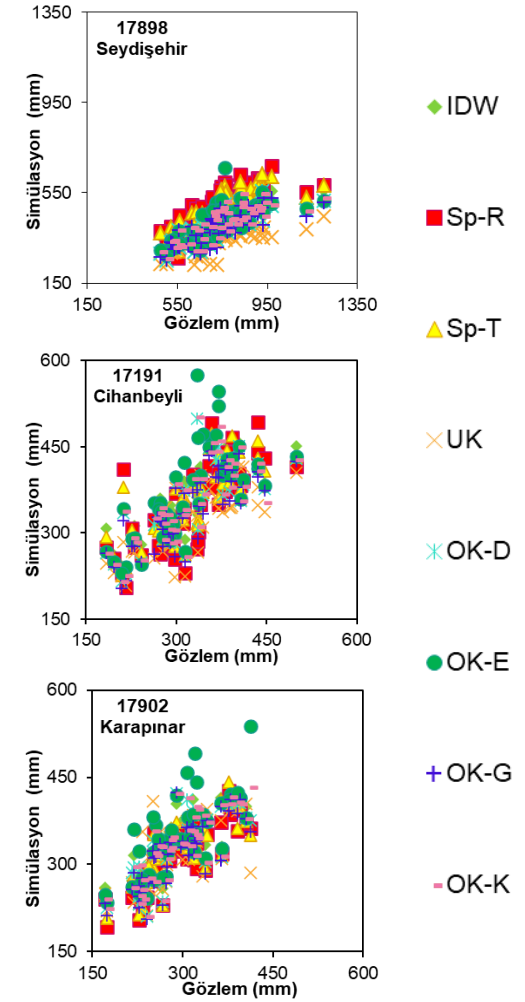 1350
950
550
150
Simülasyon (mm)
17898
Seydişehir
150 550 950 1350
Gözlem (mm)
600
450
300
150
Simülasyon (mm)
17191
Cihanbeyli
150 300 450 600
Gözlem (mm)
600
450
300
150
Simülasyon (mm)
17902
Karapınar
150 300 450 600
Gözlem (mm)
IDW
Sp-R
Sp-T
UK
OK-D
OK-E
OK-G
OK-K